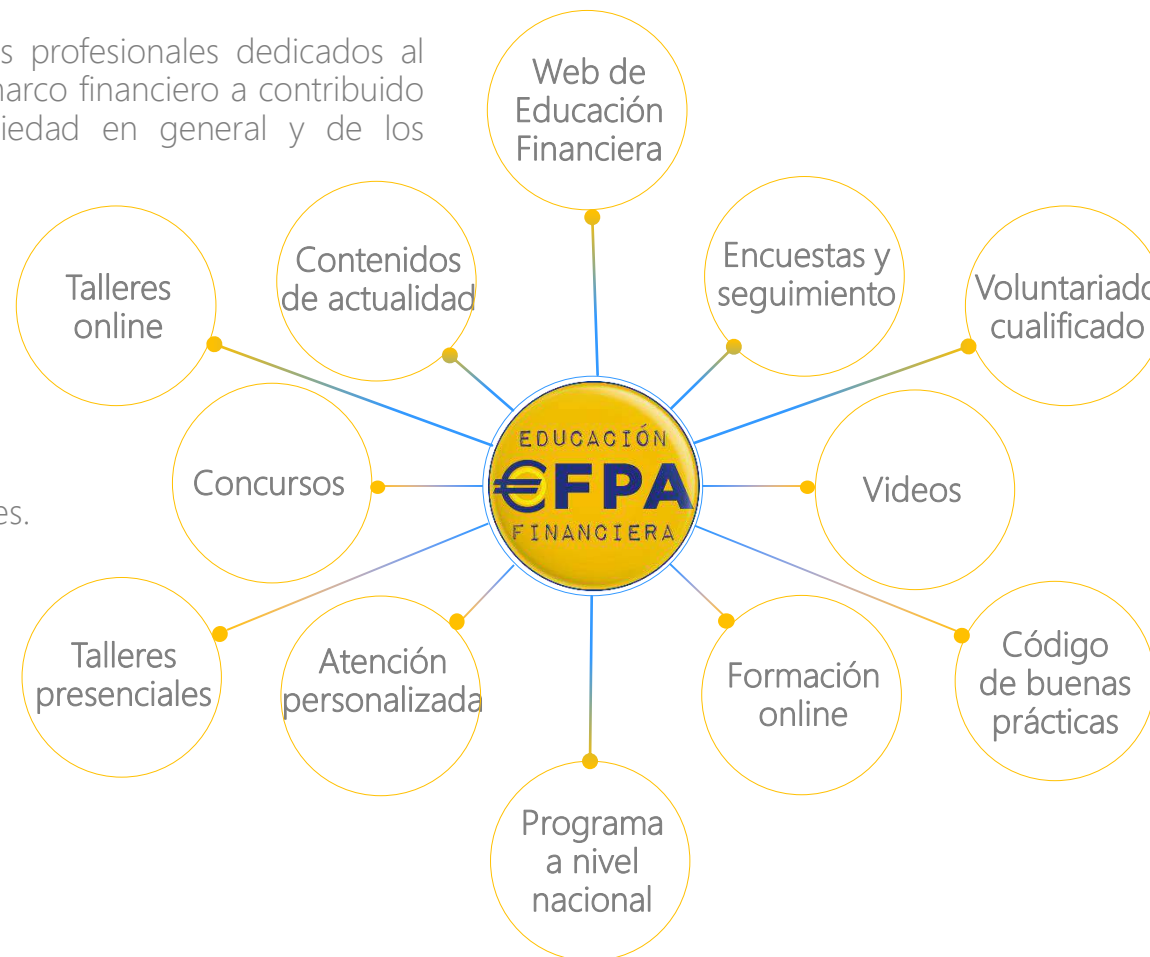 s profesionales dedicados al
arco financiero a contribuido
iedad en general y de los
Web de
Educación
Financiera
Contenidos
de actualidad
Encuestas y
seguimiento
Talleres
online
Voluntariado
cualificado
Concursos
EDUCACIÓN
€FPA
FINANCIERA
Videos
es.
Talleres
presenciales
Atención
personalizada
Formación
online
Código
de buenas
prácticas
Programa
a nivel
nacional